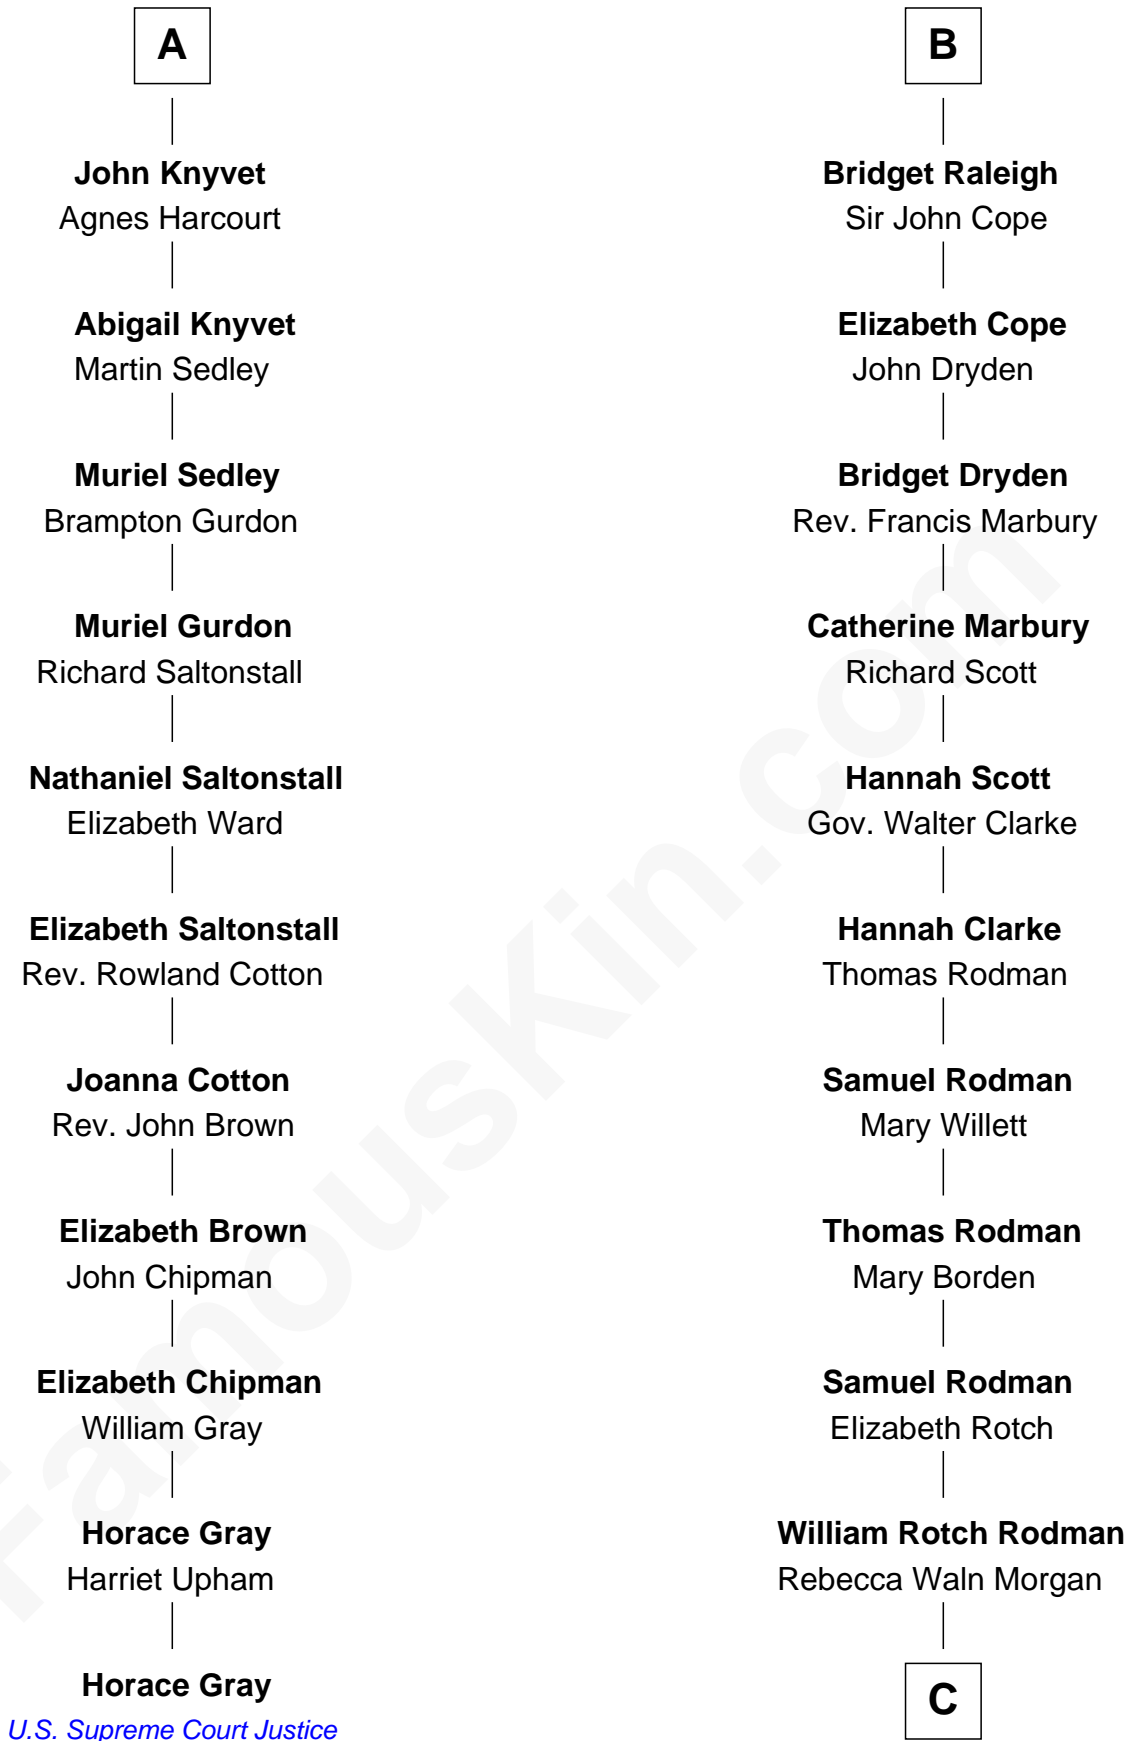 A
John Knyvet
Agnes Harcourt
Abigail Knyvet
Martin Sedley
Muriel Sedley
Brampton Gurdon
Muriel Gurdon
Richard Saltonstall
Nathaniel Saltonstall
Elizabeth Ward
Elizabeth Saltonstall
Rev. Rowland Cotton
Joanna Cotton
Rev. John Brown
Elizabeth Brown
John Chipman
Elizabeth Chipman
William Gray
Horace Gray
Harriet Upham
Horace Gray
U.S. Supreme Court Justice
B
Bridget Raleigh
Sir John Cope
Elizabeth Cope
John Dryden
Bridget Dryden
Rev. Francis Marbury
Catherine Marbury
Richard Scott
Hannah Scott
Gov. Walter Clarke
Hannah Clarke
Thomas Rodman
Samuel Rodman
Mary Willett
Thomas Rodman
Mary Borden
Samuel Rodman
Elizabeth Rotch
William Rotch Rodman
Rebecca Waln Morgan
C
FamousKin.com